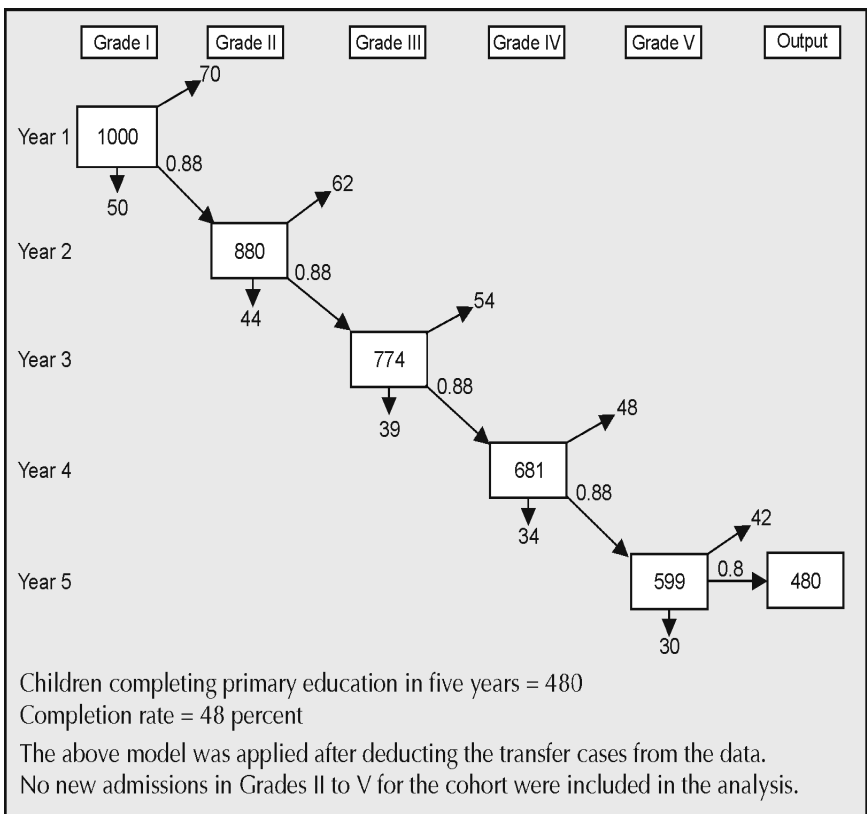 Grade I Grade II Grade III Grade IV Grade V Output
70
Year 1 1000
0.88
50
62
Year 2 880
0.88
44
54
Year 3 774
0.88
39
48
Year 4 681
0.88
34
42
Year 5 599 0.8 480
30
Children completing primary education in five years = 480
Completion rate = 48 percent
The above model was applied after deducting the transfer cases from the data.
No new admissions in Grades II to V for the cohort were included in the analysis.